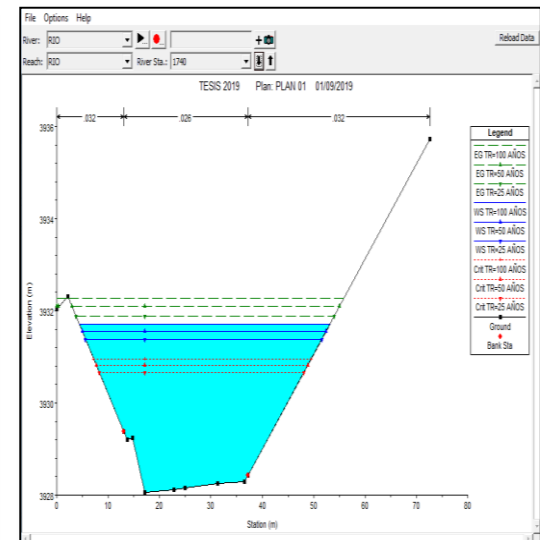 File Options Help
River: RIO
Reload Data
Reach: RIO River Sta.: 1740
TESIS 2019 Plan: PLAN 01 01/09/2019
.032 .026 .032
3936
3934
3932
3930
3928
Elevation (m)
0 10 20 30 40 50 60 70 80
Station (m)
Legend
EG TR=100 AÑOS
EG TR=50 AÑOS
EG TR=25 AÑOS
WS TR=100 AÑOS
WS TR=50 AÑOS
WS TR=25 AÑOS
Crit TR=100 AÑOS
Crit TR=50 AÑOS
Crit TR=25 AÑOS
Ground
Bank Sta